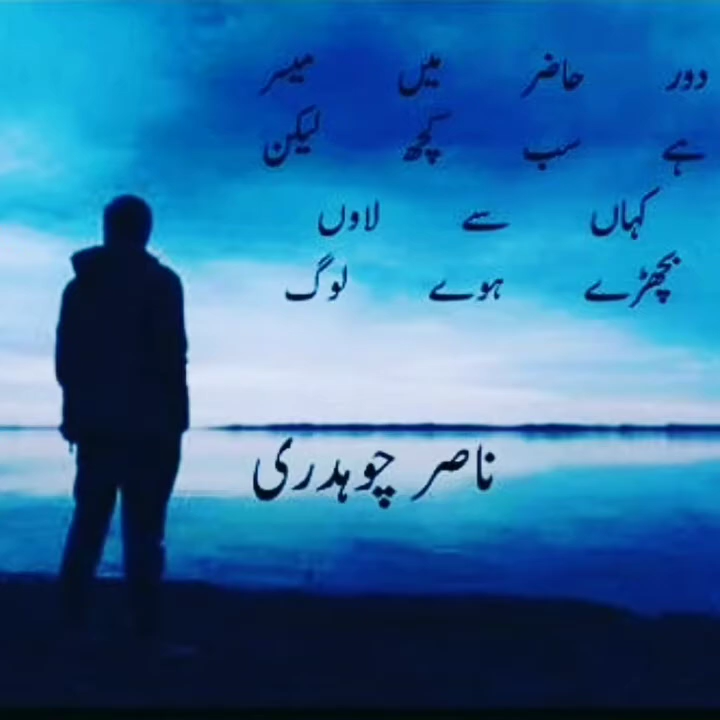 دور حاضر میں میسر
ہے سب کچھ لیکن
کہاں سے لاوں
بچھڑے ہوے لوگ
ناصر چوہدری